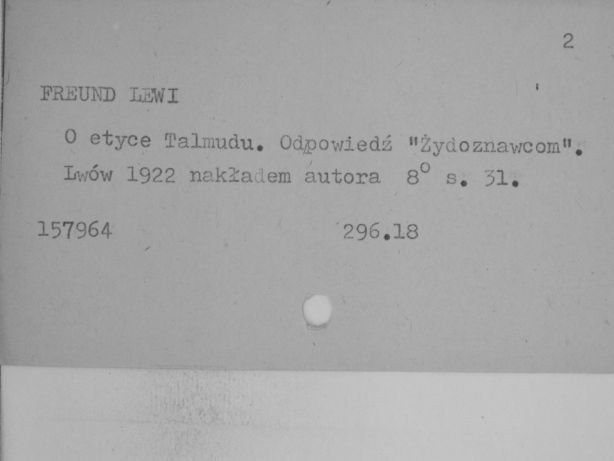 2
FREUND LEWI
O etyce Talmudu. Odpowiedź "Żydoznawcom".
Lwów 1922 nakładem autora 8° s. 31.
157964 296.18